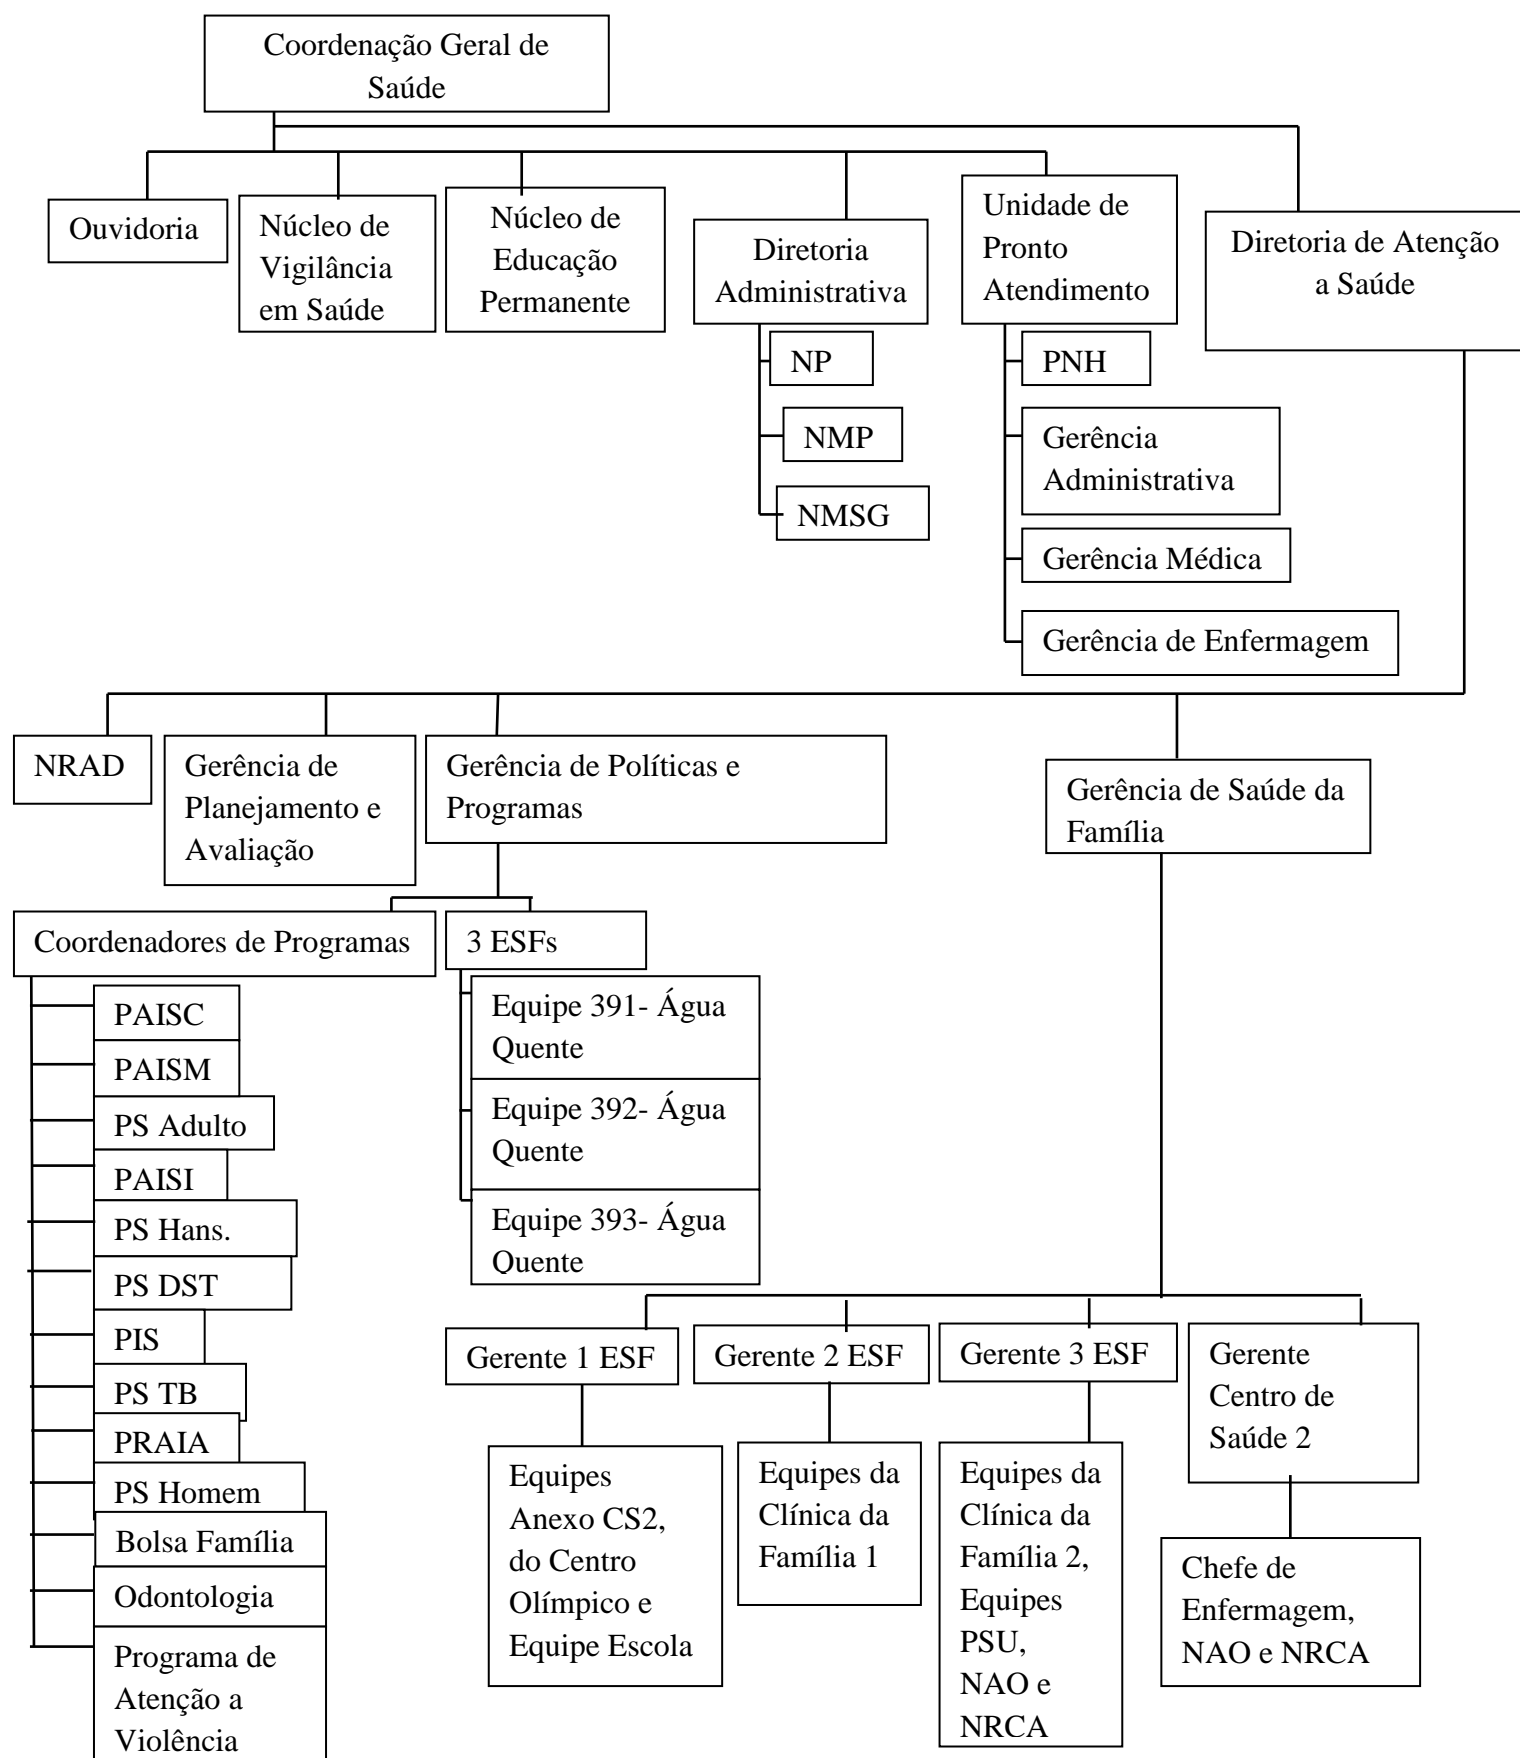 Coordenação Geral de
Saúde
Ouvidoria
Núcleo de
Vigilância
em Saúde
Núcleo de
Educação
Permanente
Diretoria
Administrativa
Unidade de
Pronto
Atendimento
Diretoria de Atenção
a Saúde
NP
NMP
NMSG
PNH
Gerência
Administrativa
Gerência Médica
Gerência de Enfermagem
NRAD
Gerência de
Planejamento e
Avaliação
Gerência de Políticas e
Programas
Gerência de Saúde da
Família
Coordenadores de Programas
PAISC
PAISM
PS Adulto
PAISI
PS Hans.
PS DST
PIS
PS TB
PRAIA
PS Homem
Bolsa Família
Odontologia
Programa de
Atenção a
Violência
3 ESFs
Equipe 391- Água
Quente
Equipe 392- Água
Quente
Equipe 393- Água
Quente
Gerente 1 ESF
Equipes
Anexo CS2,
do Centro
Olímpico e
Equipe Escola
Gerente 2 ESF
Equipes da
Clínica da
Família 1
Gerente 3 ESF
Equipes da
Clínica da
Família 2,
Equipes
PSU,
NAO e
NRCA
Gerente
Centro de
Saúde 2
Chefe de
Enfermagem,
NAO e NRCA